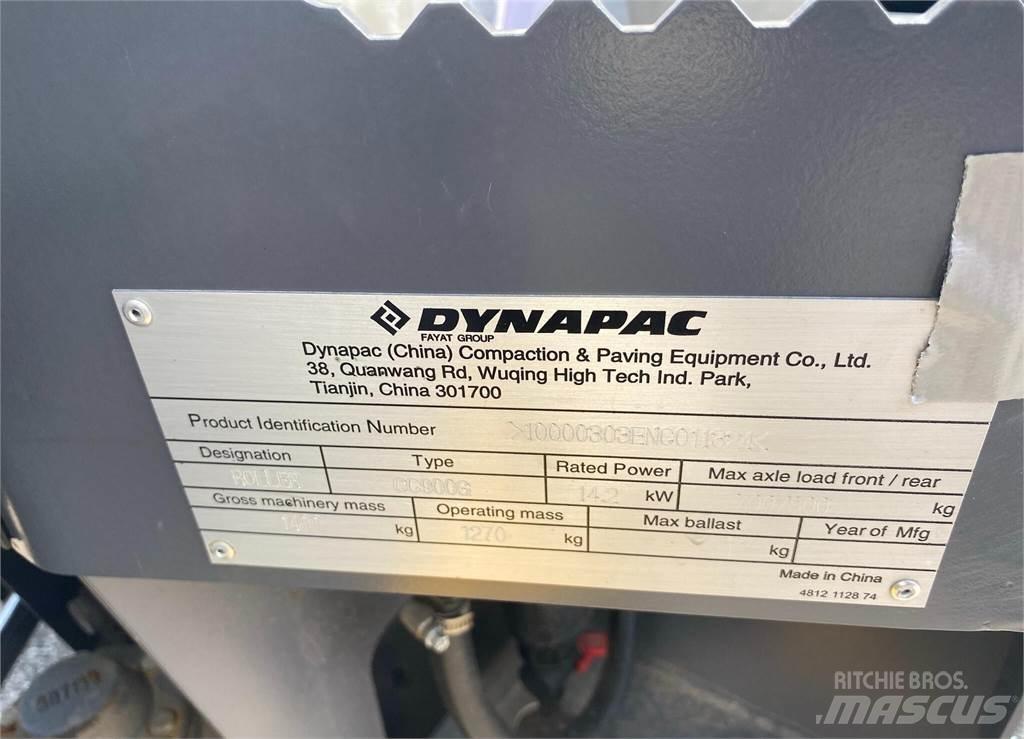 DYNAPAC
FAYAT GROUP
Dynapac (China) Compaction & Paving Equipment Co., Ltd.
38, Quanwang Rd, Wuqing High Tech Ind. Park,
Tianjin, China 301700
Product Identification Number
Designation Type Rated Power Max axle load front / rear
ROLLER CC900G 14.2 kW kg
Gross machinery mass Operating mass Max ballast Year of Mfg
kg 1270 kg kg
Made in China
4812 1128 74
RITCHIE BROS.
MASCUS